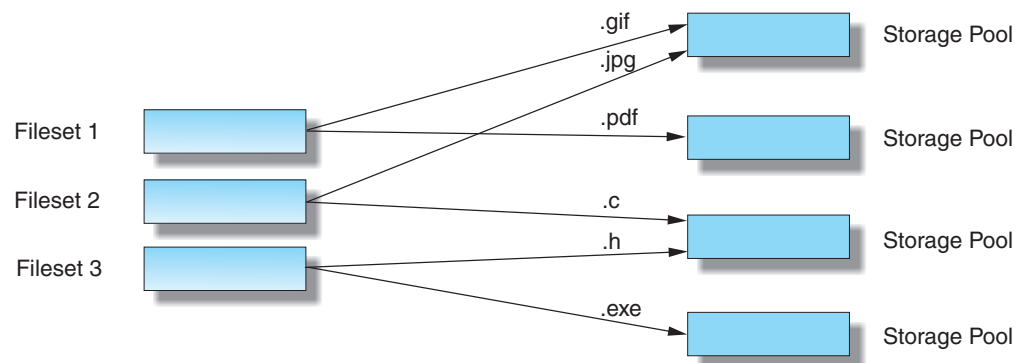 .gif
Storage Pool
.jpg
Fileset 1
.pdf
Storage Pool
Fileset 2
.c
Storage Pool
.h
Fileset 3
.exe
Storage Pool